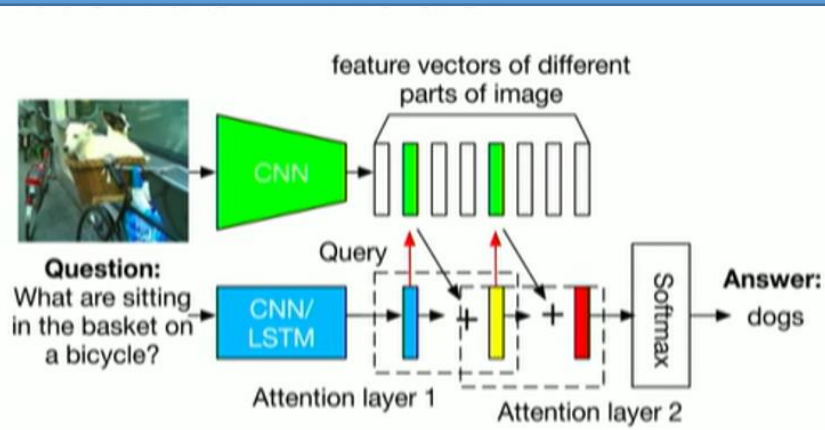 feature vectors of different
parts of image
CNN
Query
Question:
What are sitting
in the basket on
a bicycle?
CNN/
LSTM
+
+
Softmax
Answer:
dogs
Attention layer 1
Attention layer 2